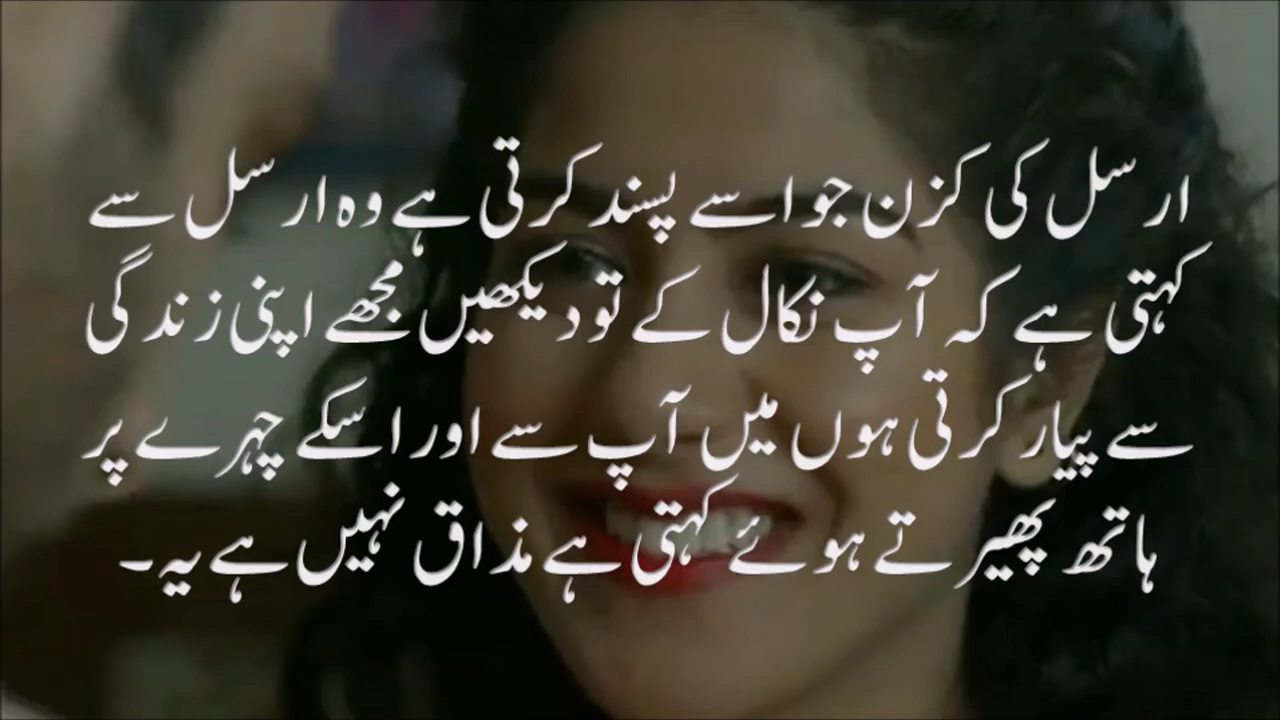 ارسل کی کزن جو اسے پسند کرتی ہے وہ ارسل سے
کہتی ہے کہ آپ نکال کے تو دیکھیں مجھے اپنی زندگی
سے پیار کرتی ہوں میں آپ سے اور اسکے چہرے پر
ہاتھ پھیرتے ہوئے کہتی ہے مذاق نہیں ہے یہ۔